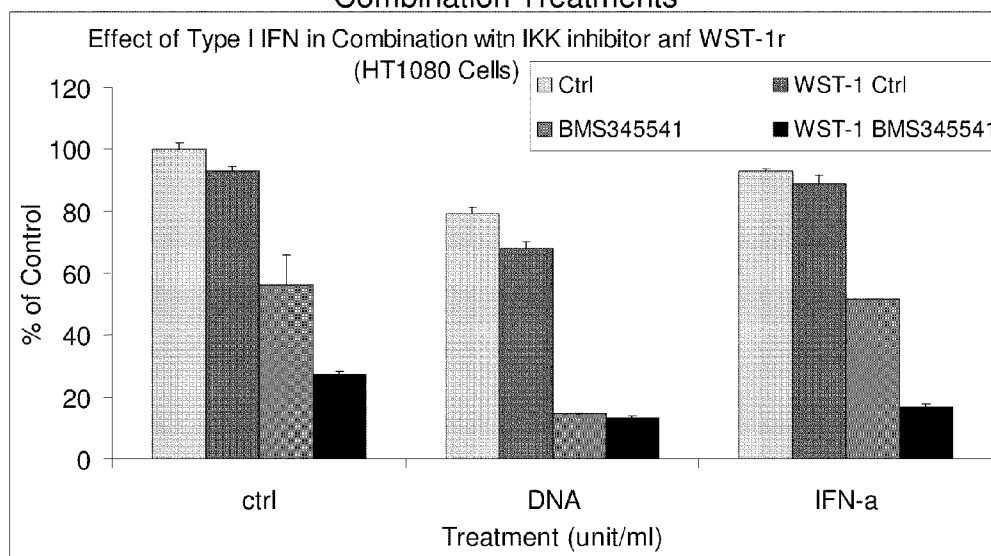 Combination Treatments
Effect of Type I IFN in Combination witn IKK inhibitor anf WST-1r
(HT1080 Cells)
Ctrl
WST-1 Ctrl
BMS345541
WST-1 BMS345541
120
100
80
60
40
20
0
% of Control
ctrl
DNA
IFN-a
Treatment (unit/ml)